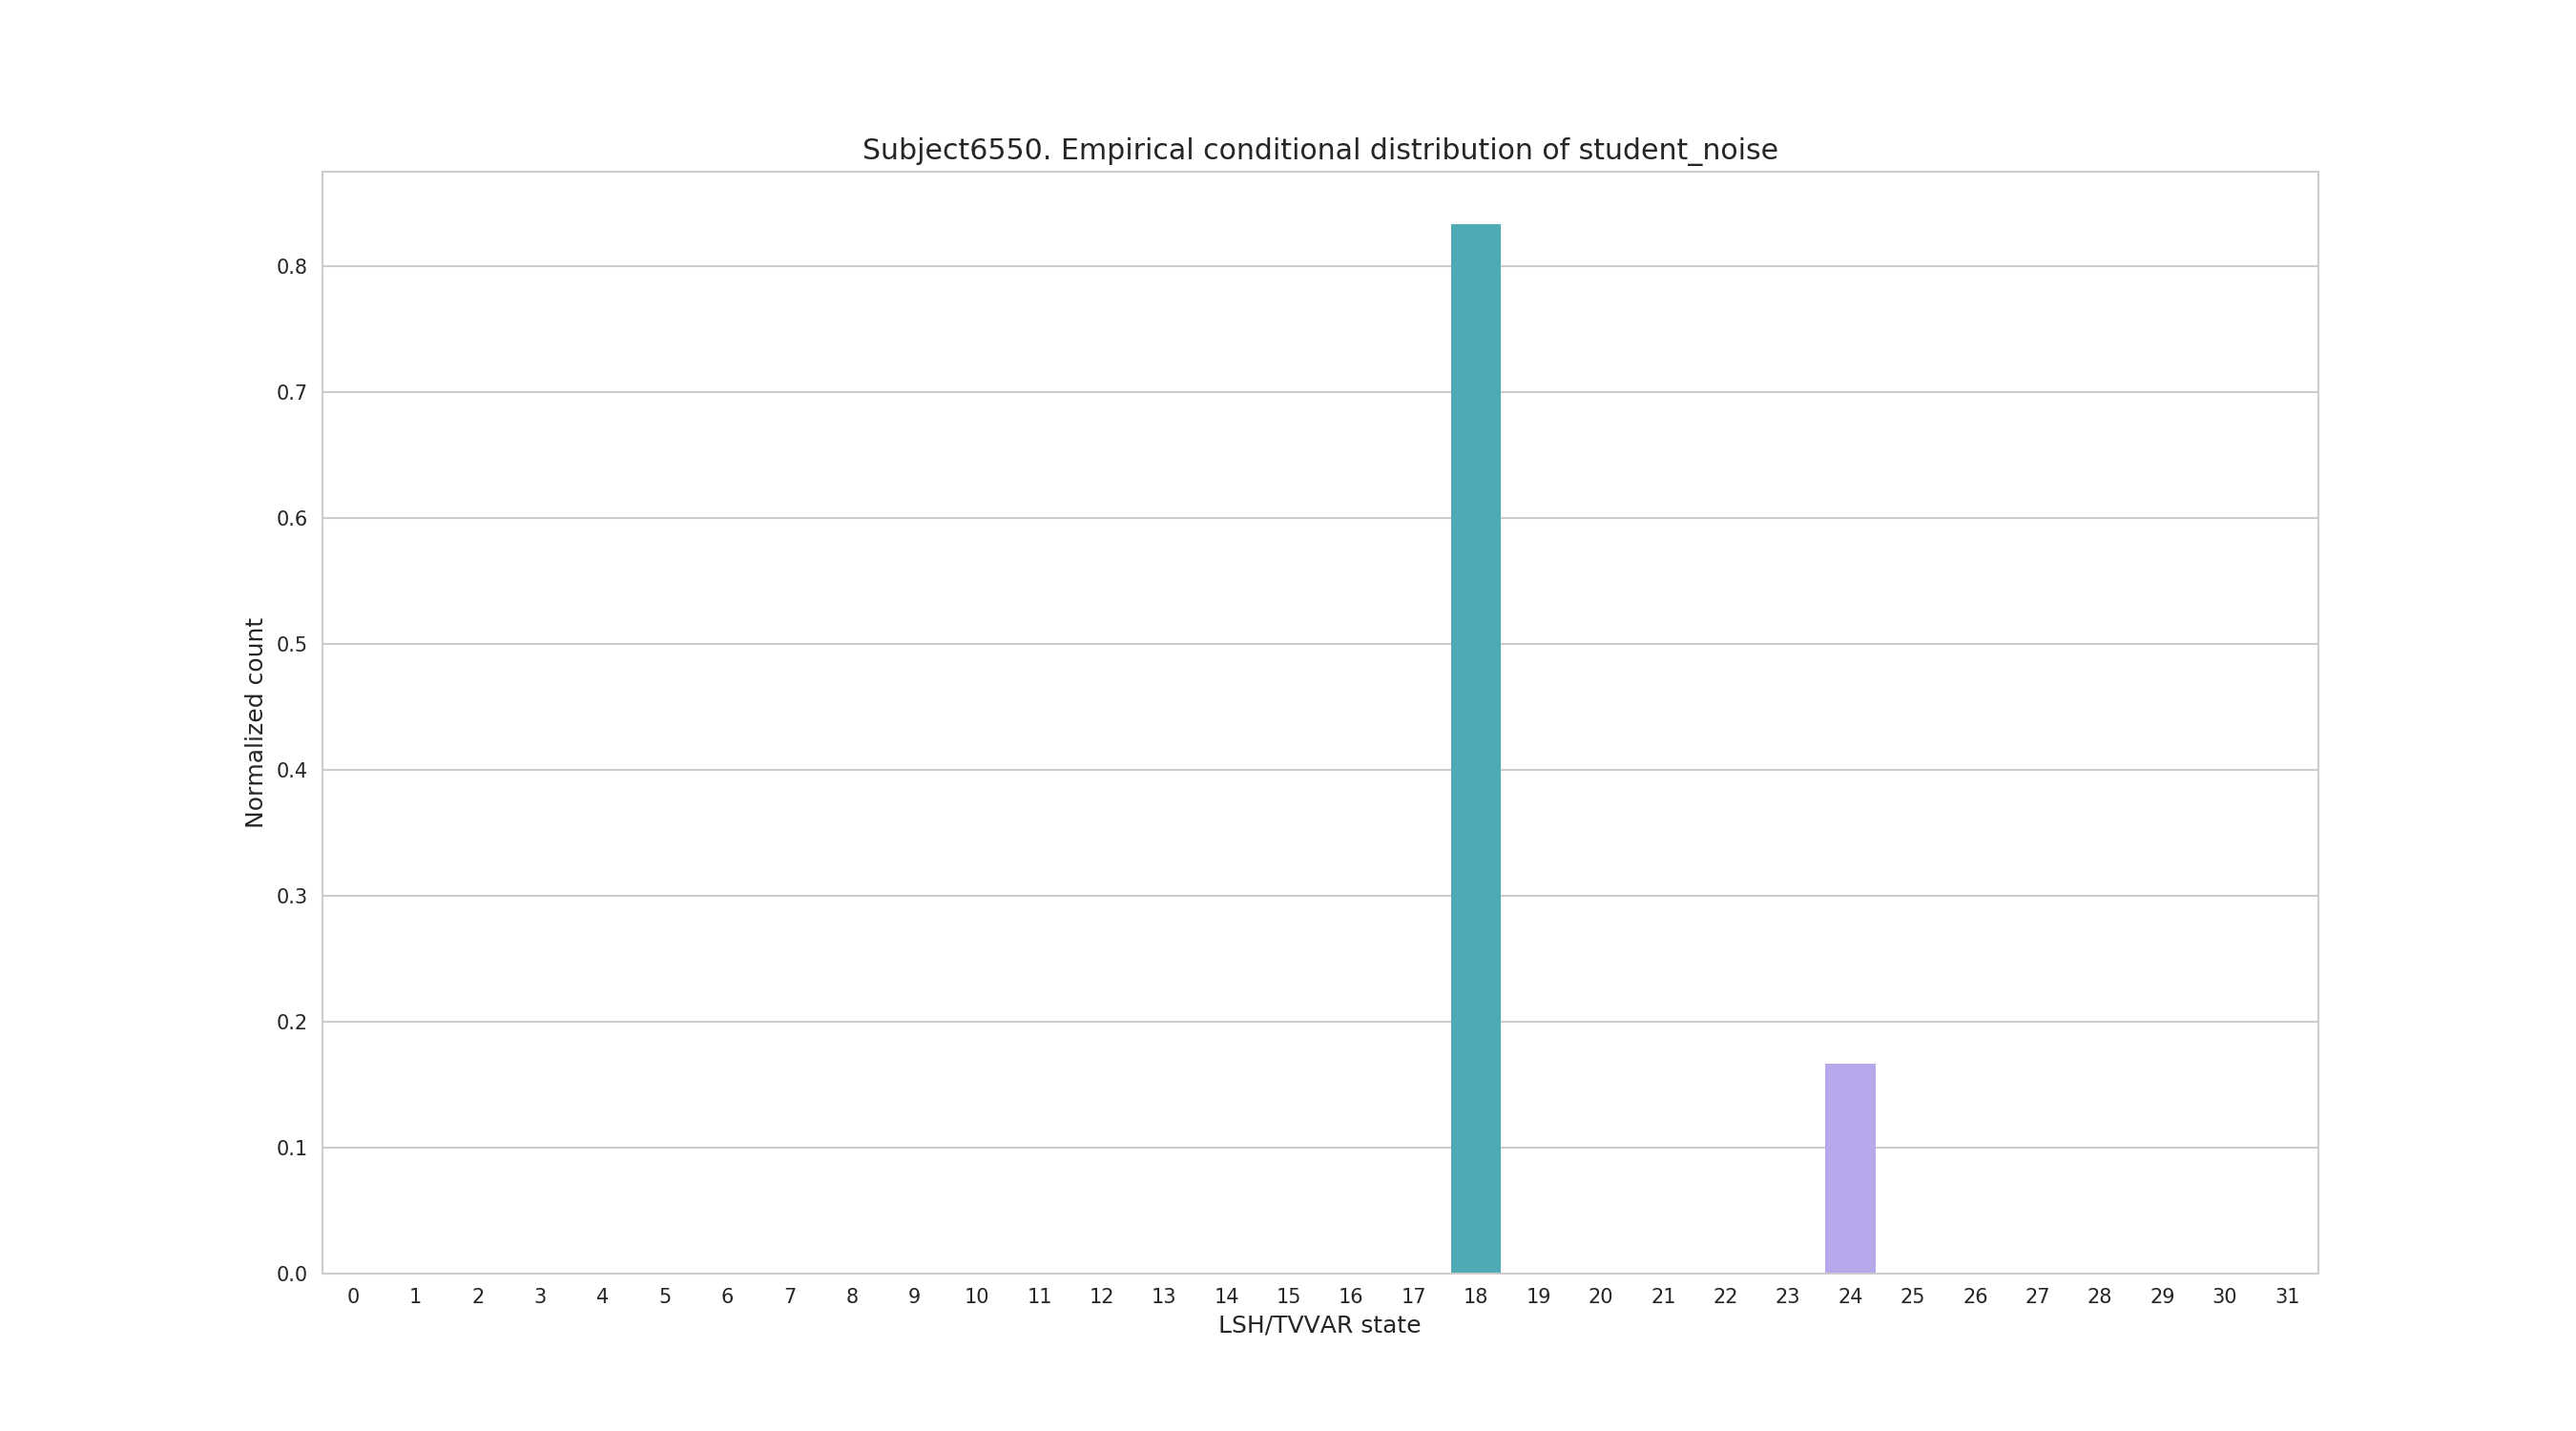 Subject6550. Empirical conditional distribution of student_noise
Normalized count
0.8
0.7
0.6
0.5
0.4
0.3
0.2
0.1
0.0
0 1 2 3 4 5 6 7 8 9 10 11 12 13 14 15 16 17 18 19 20 21 22 23 24 25 26 27 28 29 30 31
LSH/TVVAR state